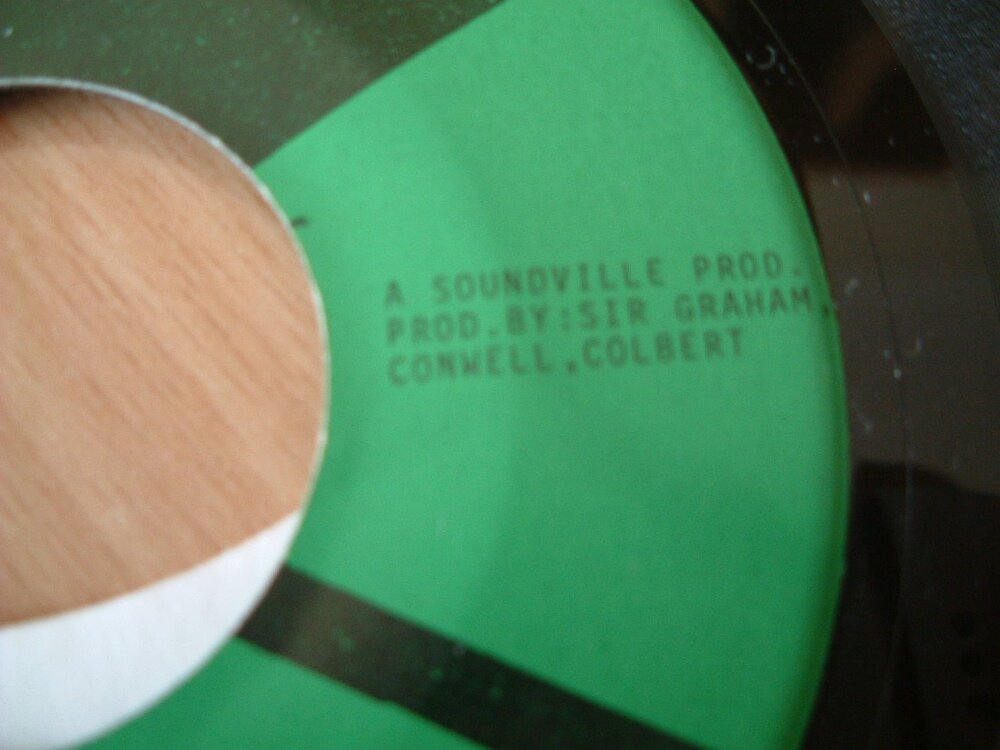 A SOUNDVILLE PROD.
PROD.BY:SIR GRAHAM,
CONWELL,COLBERT